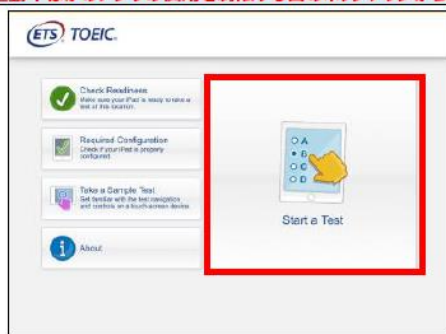 ETS TOEIC.
Check Readiness
Make sure your iPad is ready to take a
test at this location.
Required Configuration
Check if your iPad is properly
configured.
Take a Sample Test
Get familiar with the test navigation
and controls on a touch-screen device.
About
A
B
C
D
Start a Test